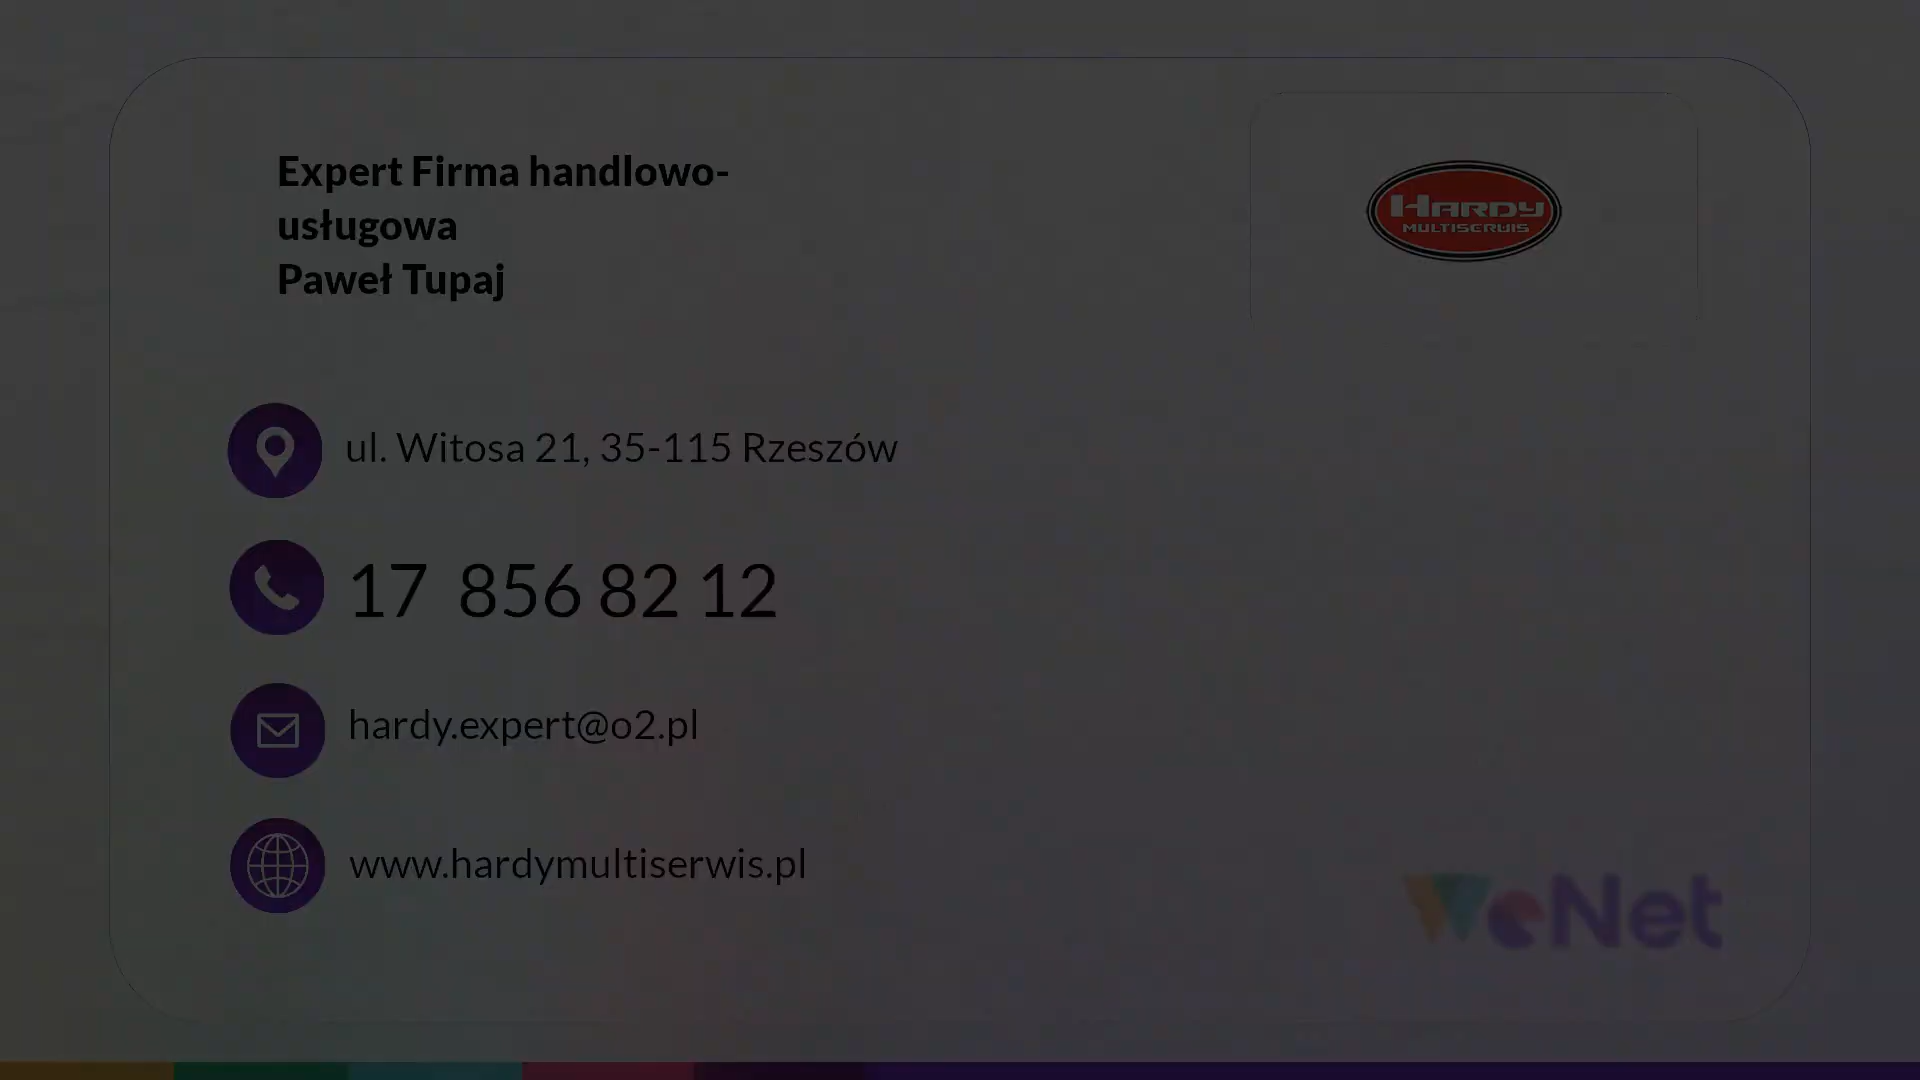 Expert Firma handlowo-
usługowa
Paweł Tupaj
HARDY
MULTISERWIS
ul. Witosa 21, 35-115 Rzeszów
17 856 82 12
hardy.expert@o2.pl
www.hardymultiserwis.pl
WeNet